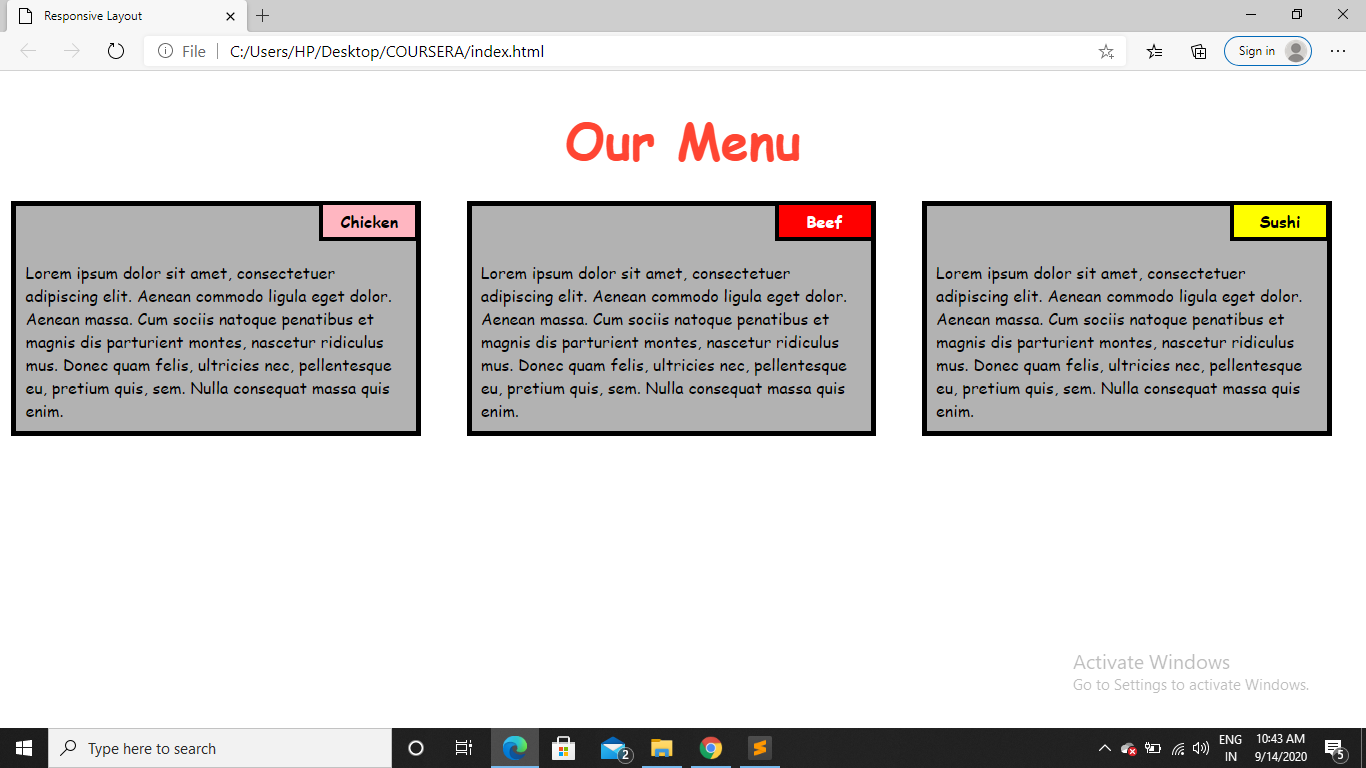 Responsive Layout
File
C:/Users/HP/Desktop/COURSERA/index.html
Sign in
Our Menu
Chicken
Lorem ipsum dolor sit amet, consectetuer
adipiscing elit. Aenean commodo ligula eget dolor.
Aenean massa. Cum sociis natoque penatibus et
magnis dis parturient montes, nascetur ridiculus
mus. Donec quam felis, ultricies nec, pellentesque
eu, pretium quis, sem. Nulla consequat massa quis
enim.
Beef
Lorem ipsum dolor sit amet, consectetuer
adipiscing elit. Aenean commodo ligula eget dolor.
Aenean massa. Cum sociis natoque penatibus et
magnis dis parturient montes, nascetur ridiculus
mus. Donec quam felis, ultricies nec, pellentesque
eu, pretium quis, sem. Nulla consequat massa quis
enim.
Sushi
Lorem ipsum dolor sit amet, consectetuer
adipiscing elit. Aenean commodo ligula eget dolor.
Aenean massa. Cum sociis natoque penatibus et
magnis dis parturient montes, nascetur ridiculus
mus. Donec quam felis, ultricies nec, pellentesque
eu, pretium quis, sem. Nulla consequat massa quis
enim.
Activate Windows
Go to Settings to activate Windows.
Type here to search
2
ENG
IN
10:43 AM
9/14/2020
5